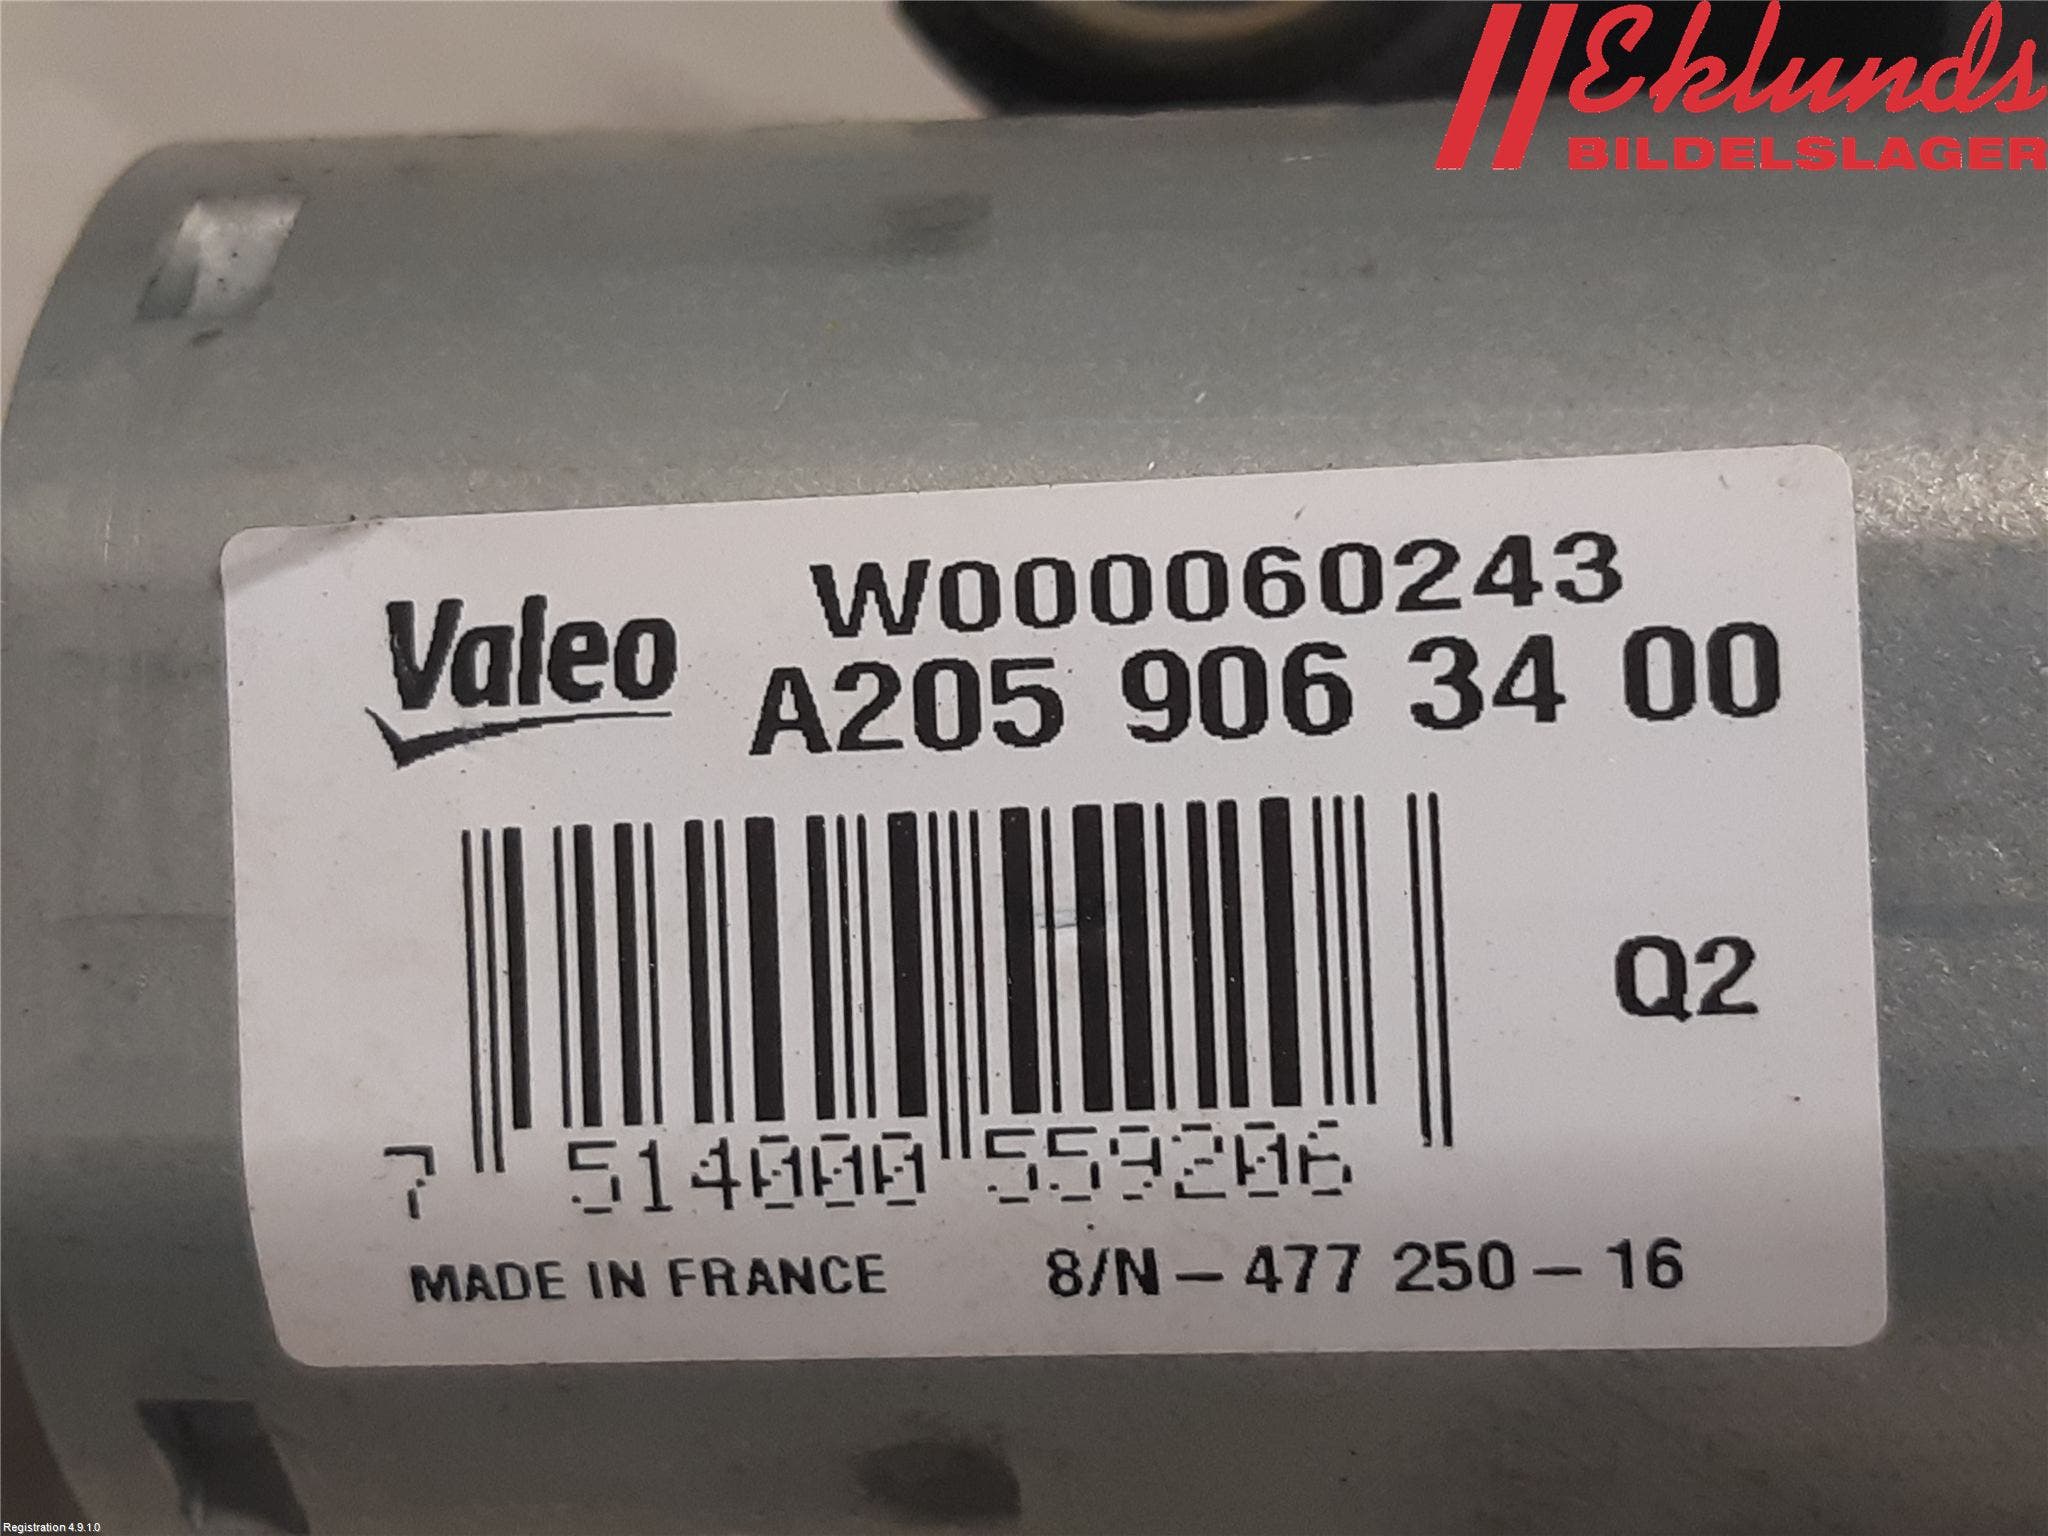 Eklunds
BILDELSLAGER
Valeo
W000060243
A205 906 34 00
Q2
7 514000 559206
MADE IN FRANCE 8/N - 477 250 - 16
Registration 4.9.1.0